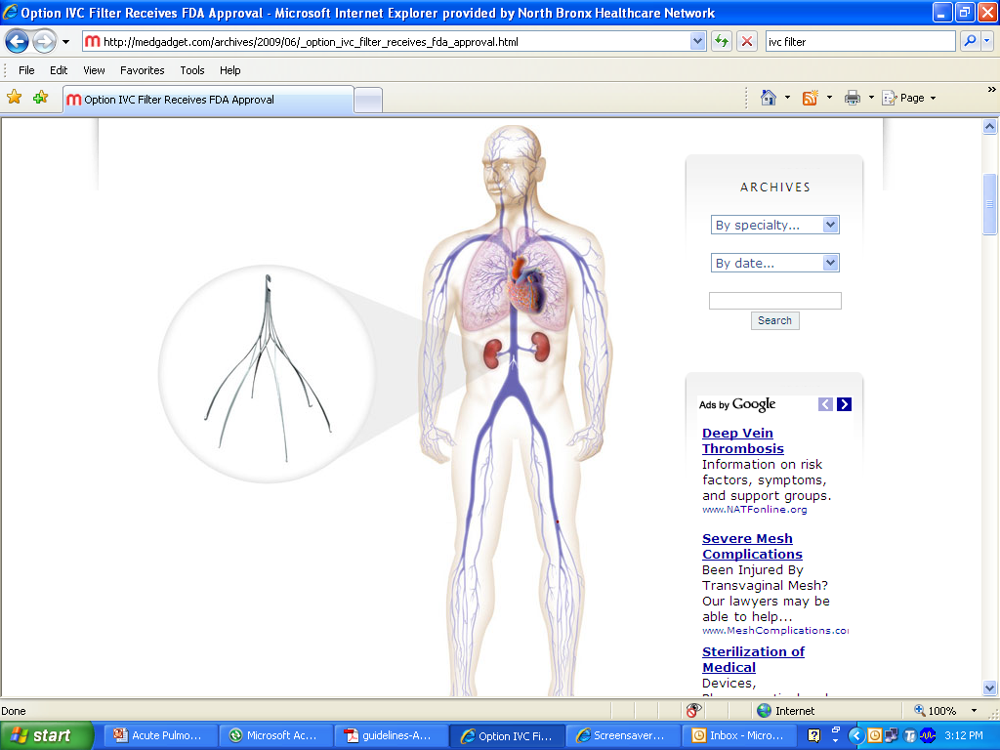 Option IVC Filter Receives FDA Approval - Microsoft Internet Explorer provided by North Bronx Healthcare Network
http://medgadget.com/archives/2009/06/_option_ivc_filter_receives_fda_approval.html
ivc filter
File Edit View Favorites Tools Help
Option IVC Filter Receives FDA Approval
Page
ARCHIVES
By specialty...
By date...
Search
Ads by Google
Deep Vein
Thrombosis
Information on risk
factors, symptoms,
and support groups.
www.NATFonline.org
Severe Mesh
Complications
Been Injured By
Transvaginal Mesh?
Our lawyers may be
able to help...
www.MeshComplications.co
Sterilization of
Medical
Devices,
Done
Internet
100%
start
Acute Pulmo...
Microsoft Ac...
guidelines-A...
Option IVC Fi...
Screensaver...
Inbox - Micro...
3:12 PM